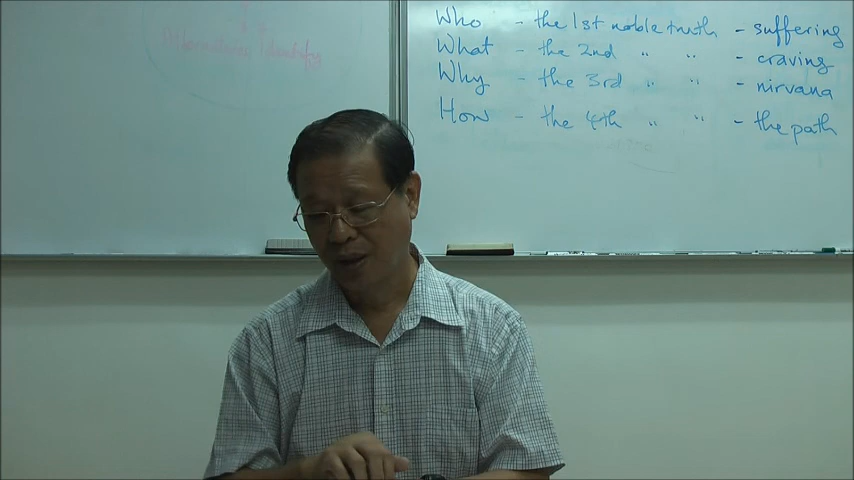 Who - the 1st noble truth - suffering
What - the 2nd " " - craving
Why - the 3rd " " - nirvana
How - the 4th " " - the path